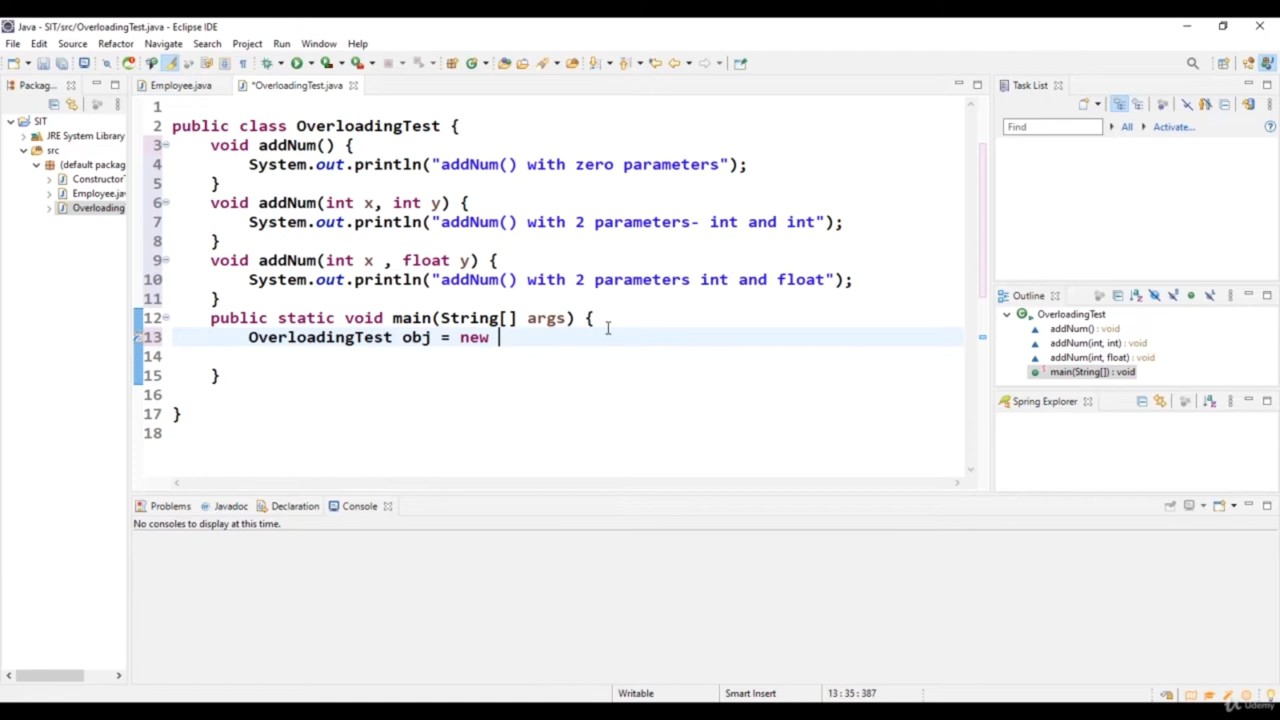 Java - SIT/src/OverloadingTest.java - Eclipse IDE
File Edit Source Refactor Navigate Search Project Run Window Help
Packag...
Employee.java
*OverloadingTest.java
Task List
SIT
JRE System Library
src
(default packag
Constructor
Employee.jav
Overloading
1
2 public class OverloadingTest {
3 void addNum() {
4 System.out.println("addNum() with zero parameters");
5 }
6 void addNum(int x, int y) {
7 System.out.println("addNum() with 2 parameters- int and int");
8 }
9 void addNum(int x , float y) {
10 System.out.println("addNum() with 2 parameters int and float");
11 }
12 public static void main(String[] args) {
13 OverloadingTest obj = new
14
15 }
16
17 }
18
Find All Activate...
Outline
OverloadingTest
addNum() : void
addNum(int, int) : void
addNum(int, float) : void
main(String[]) : void
Spring Explorer
Problems Javadoc Declaration Console
No consoles to display at this time.
Writable Smart Insert 13 : 35 : 387
Udemy